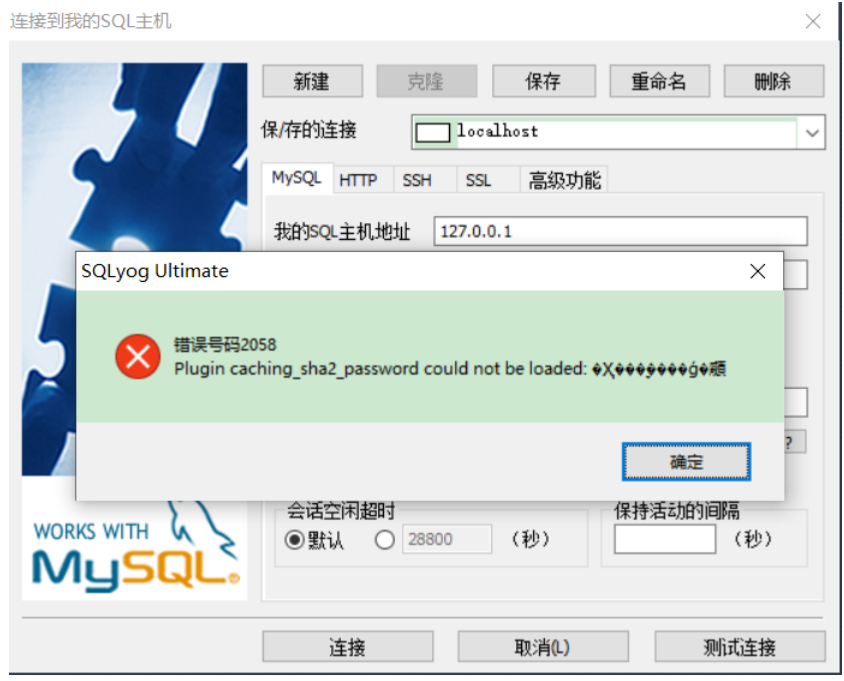 连接到我的SQL主机
新建 克隆 保存 重命名 删除
保/存的连接 localhost
MySQL HTTP SSH SSL 高级功能
我的SQL主机地址 127.0.0.1
SQLyog Ultimate
错误号码2058
Plugin caching_sha2_password could not be loaded:
?
确定
会话空闲超时 保持活动的间隔
默认 28800 (秒) (秒)
WORKS WITH
MySQL
连接 取消(L) 测试连接